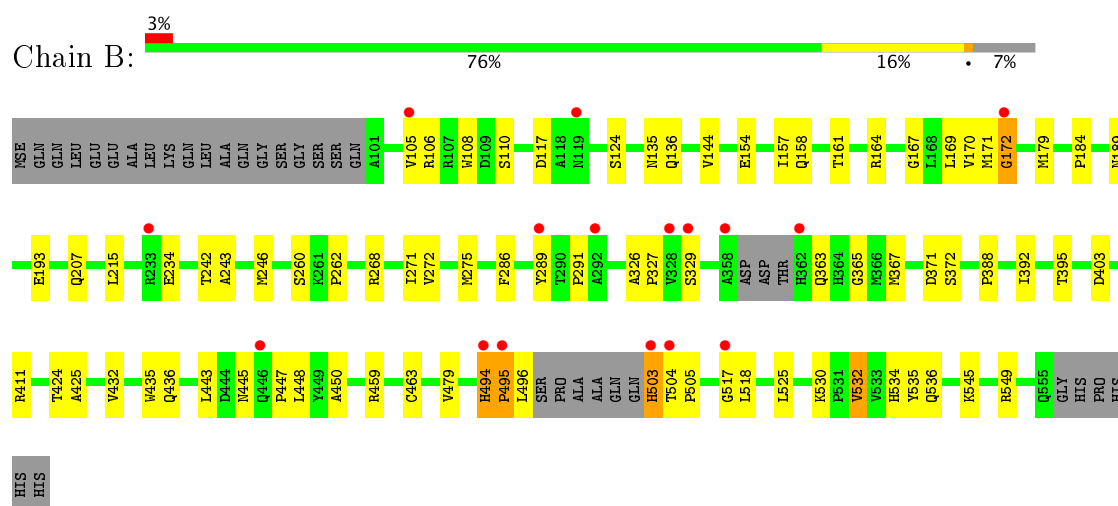 3%
Chain B:
76% 16% • 7%
MSE GLN GLN LEU GLU GLU ALA LEU LYS GLN LEU ALA GLN GLY SER GLY SER SER GLN A101 V105 R106 R107 W108 D109 S110 D117 A118 N119 S124 N135 Q136 V144 E154 I157 Q158 T161 R164 G167 L168 L169 V170 M171 G172 M179 P184
E193 Q207 L215 R233 E234 T242 A243 M246 S260 K261 P262 R268 I271 V272 M275 F286 Y289 T290 P291 A292 A326 P327 V328 S329 A358 ASP ASP THR H362 Q363 H364 G365 M366 M367 D371 S372 P388 I392 T395 D403
R411 T424 A425 V432 W435 Q436 L443 D444 N445 Q446 P447 L448 Y449 A450 R459 C463 V479 H494 P495 L496 SER PRO ALA ALA GLN GLN H503 T504 P505 G517 L518 L525 K530 P531 V532 V533 H534 Y535 Q536 K545 R549 Q555 GLY HIS PRO HIS
HIS HIS